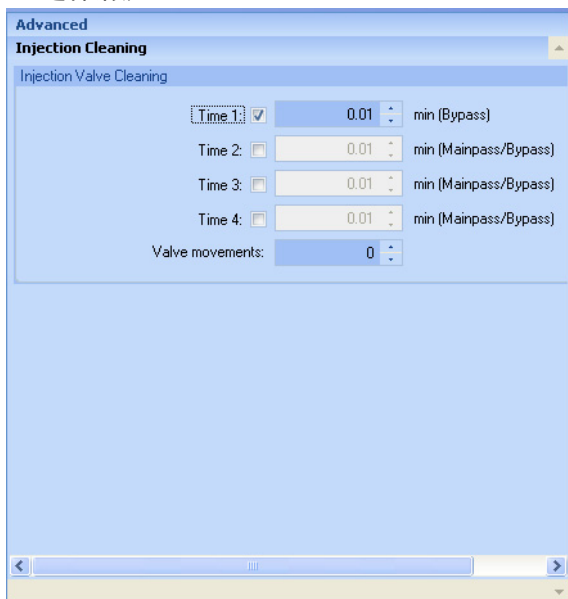 Advanced
Injection Cleaning
Injection Valve Cleaning
Time 1: 0.01 min (Bypass)
Time 2: 0.01 min (Mainpass/Bypass)
Time 3: 0.01 min (Mainpass/Bypass)
Time 4: 0.01 min (Mainpass/Bypass)
Valve movements: 0